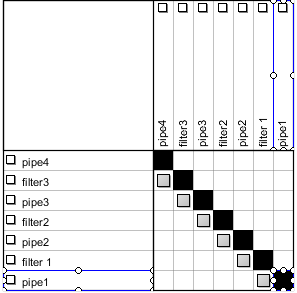 pipe4
filter3
pipe3
filter2
pipe2
filter 1
pipe1
pipe4
filter3
pipe3
filter2
pipe2
filter 1
pipe1